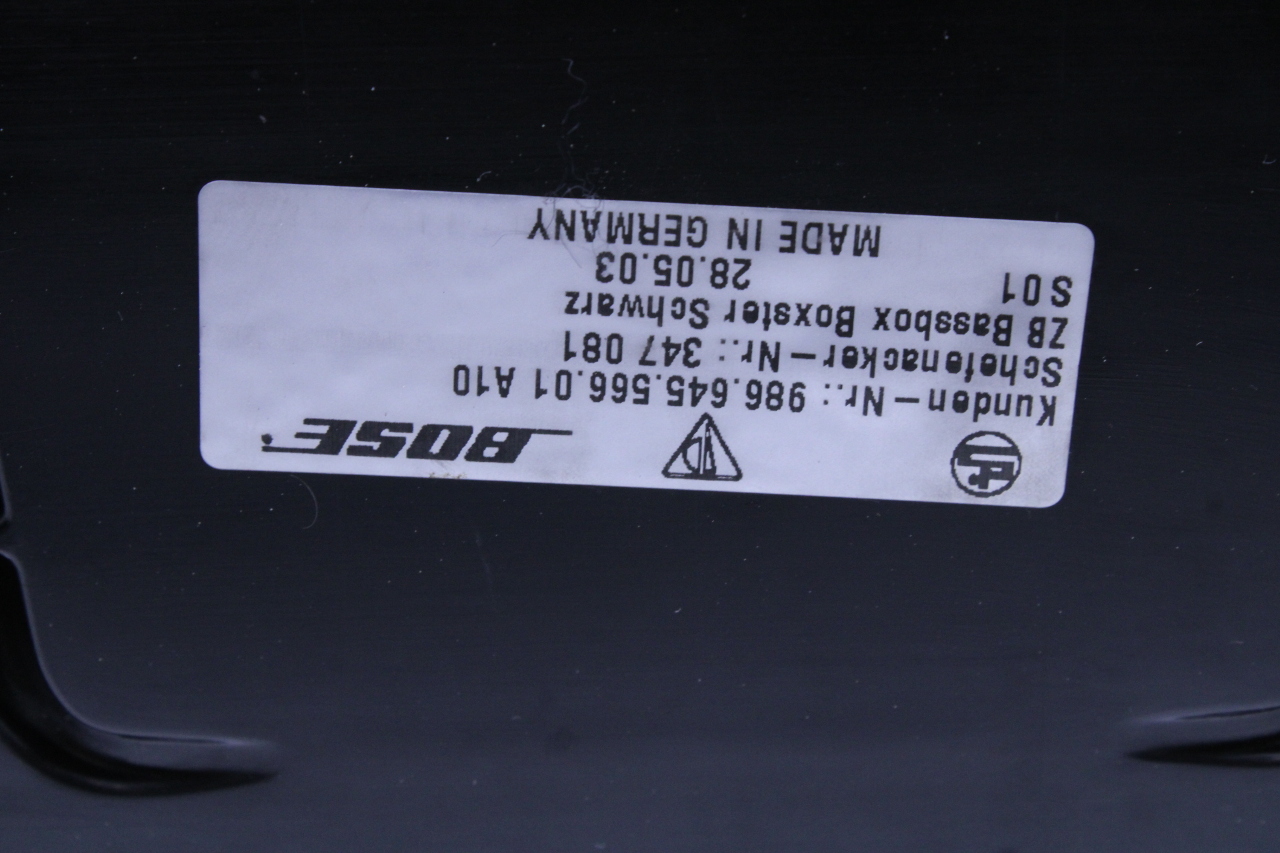 BOSE
Kunden-Nr.: 986.645.566.01 A10
Schefenacker-Nr.: 347 081
ZB Bassbox Boxster Schwarz
S01 28.05.03
MADE IN GERMANY